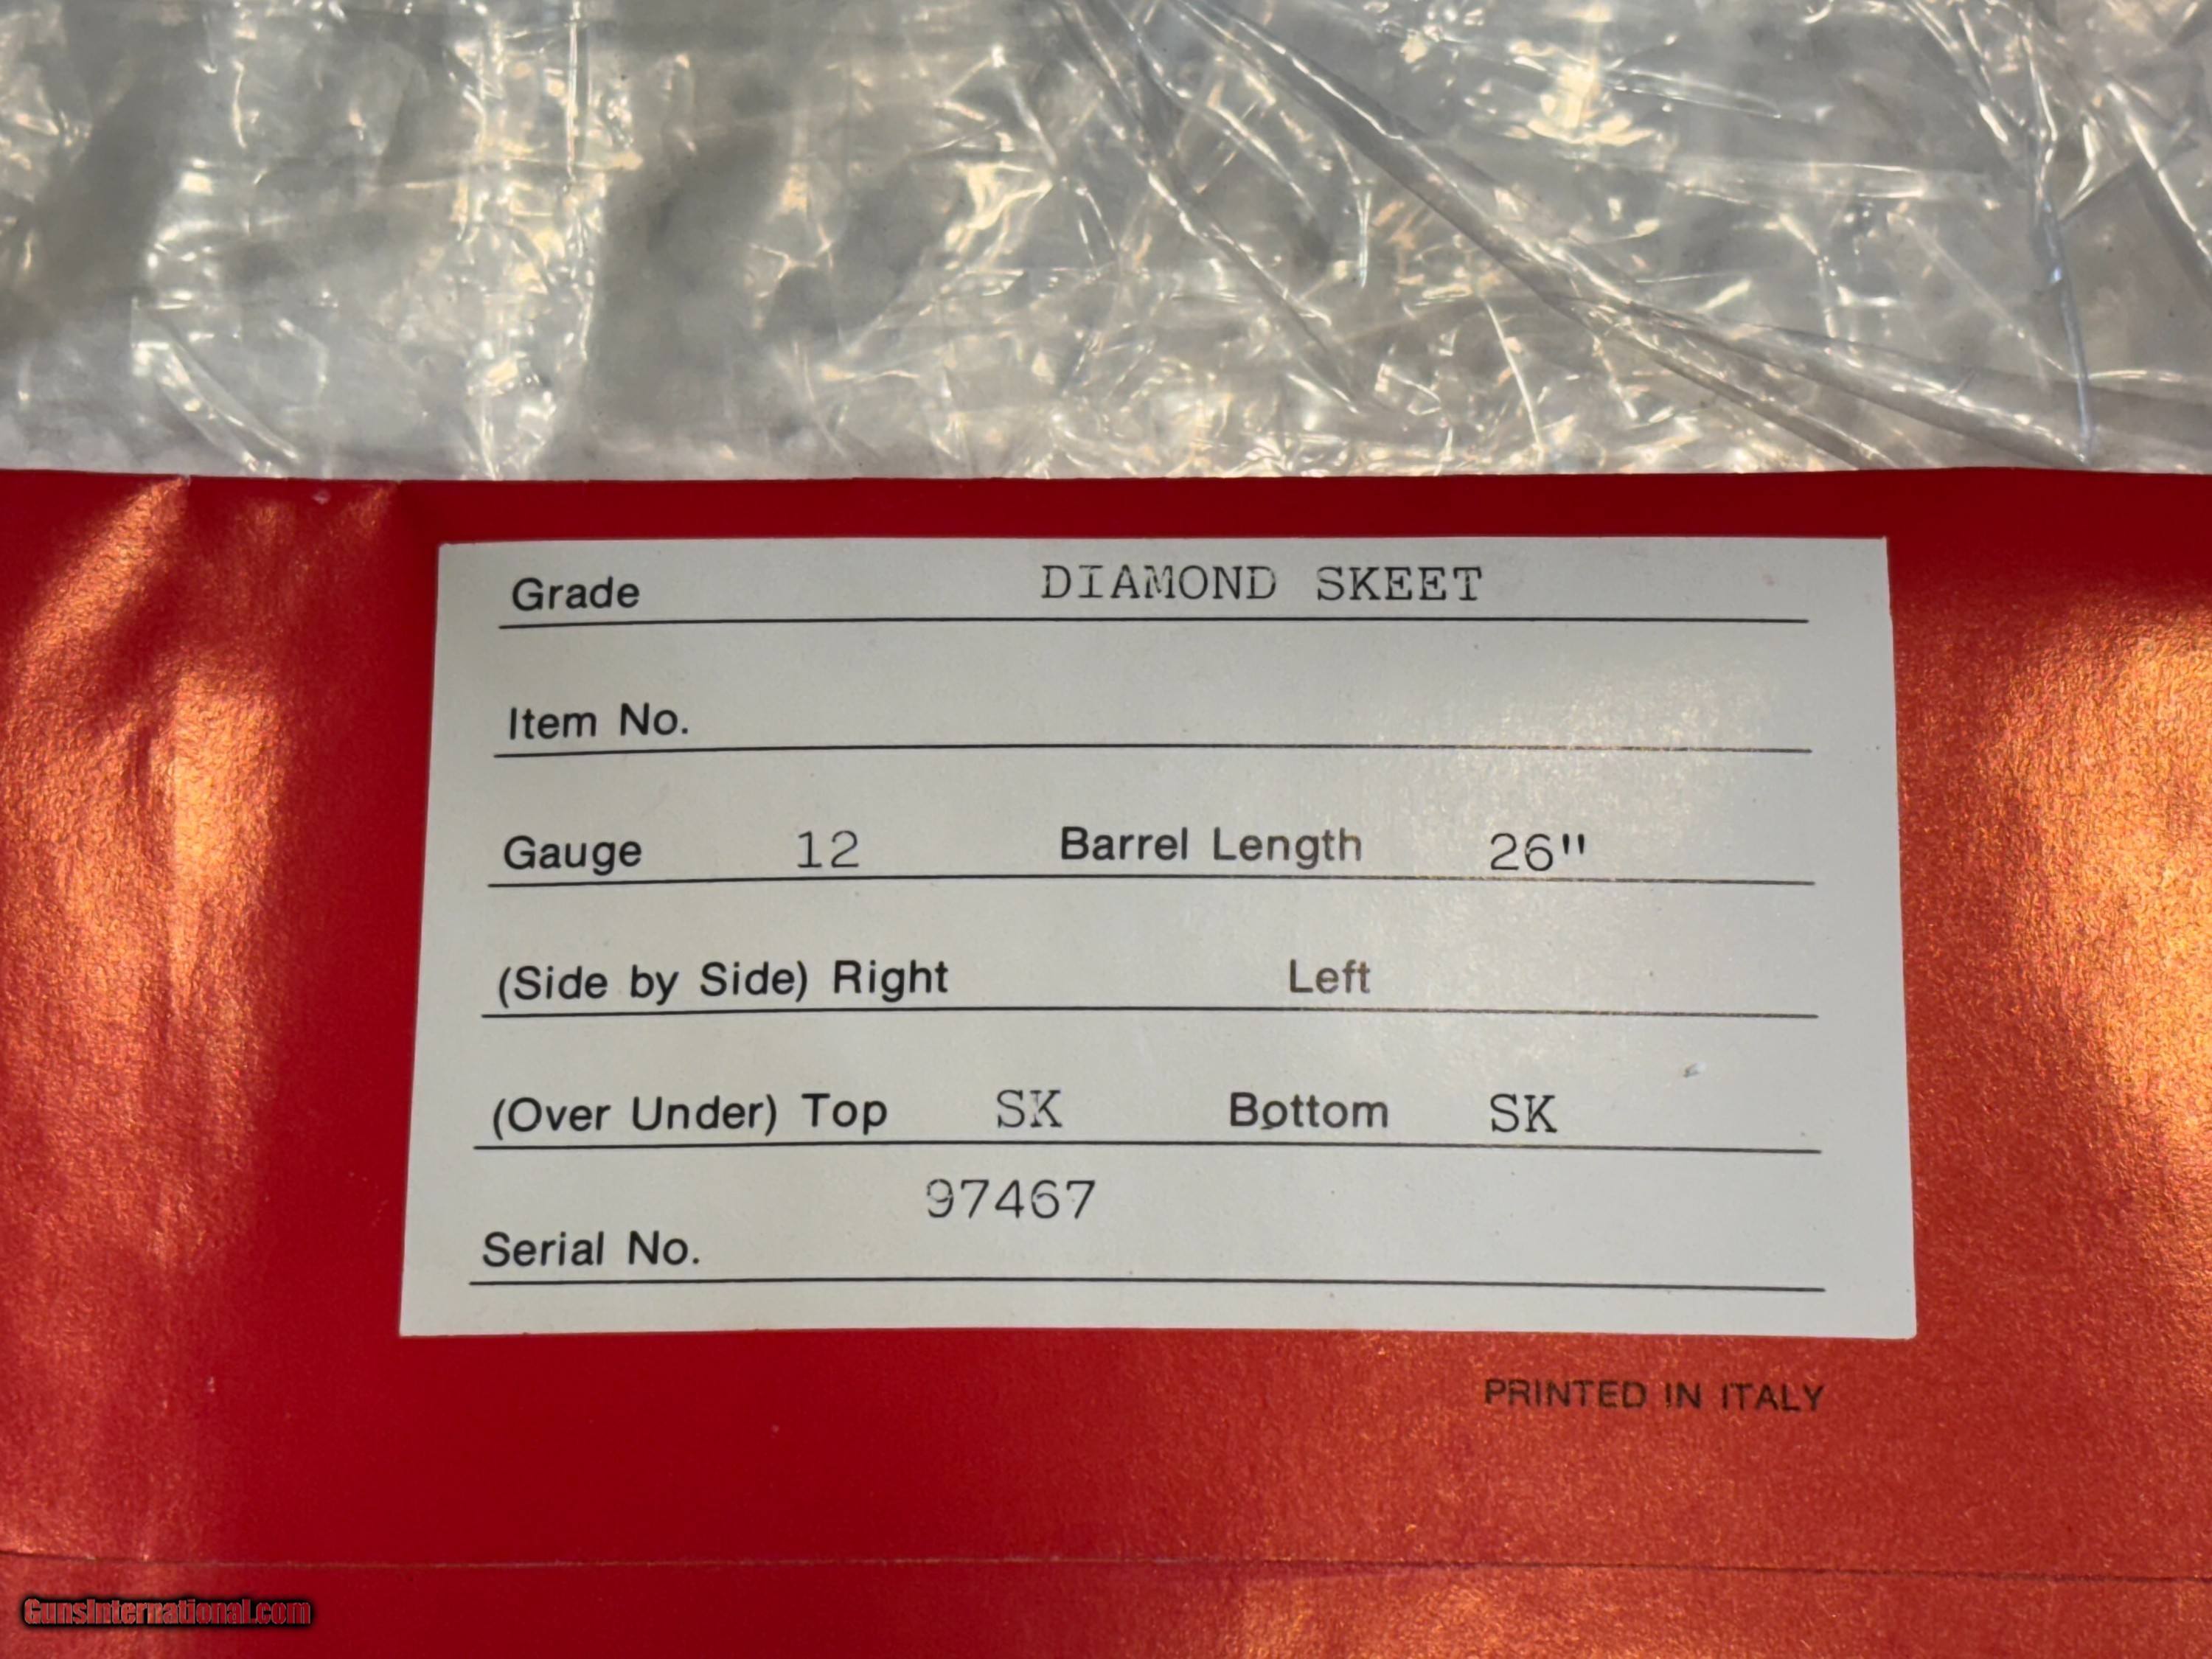 Grade DIAMOND SKEET
Item No.
Gauge 12 Barrel Length 26"
(Side by Side) Right Left
(Over Under) Top SK Bottom SK
97467
Serial No.
PRINTED IN ITALY
GunsInternational.com